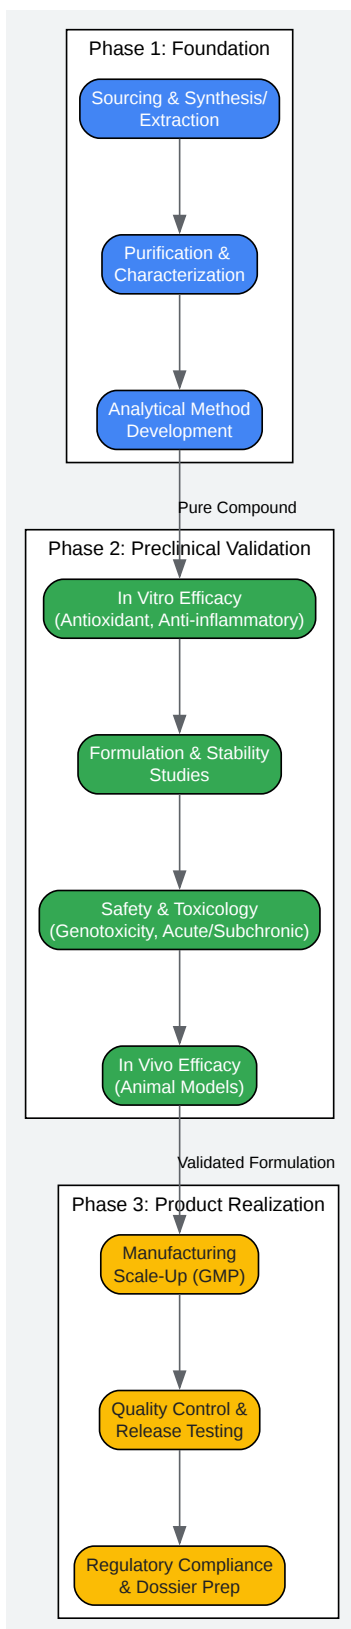 Phase 1: Foundation
Sourcing & Synthesis/
Extraction
Purification &
Characterization
Analytical Method
Development
Pure Compound
Phase 2: Preclinical Validation
In Vitro Efficacy
(Antioxidant, Anti-inflammatory)
Formulation & Stability
Studies
Safety & Toxicology
(Genotoxicity, Acute/Subchronic)
In Vivo Efficacy
(Animal Models)
Validated Formulation
Phase 3: Product Realization
Manufacturing
Scale-Up (GMP)
Quality Control &
Release Testing
Regulatory Compliance
& Dossier Prep